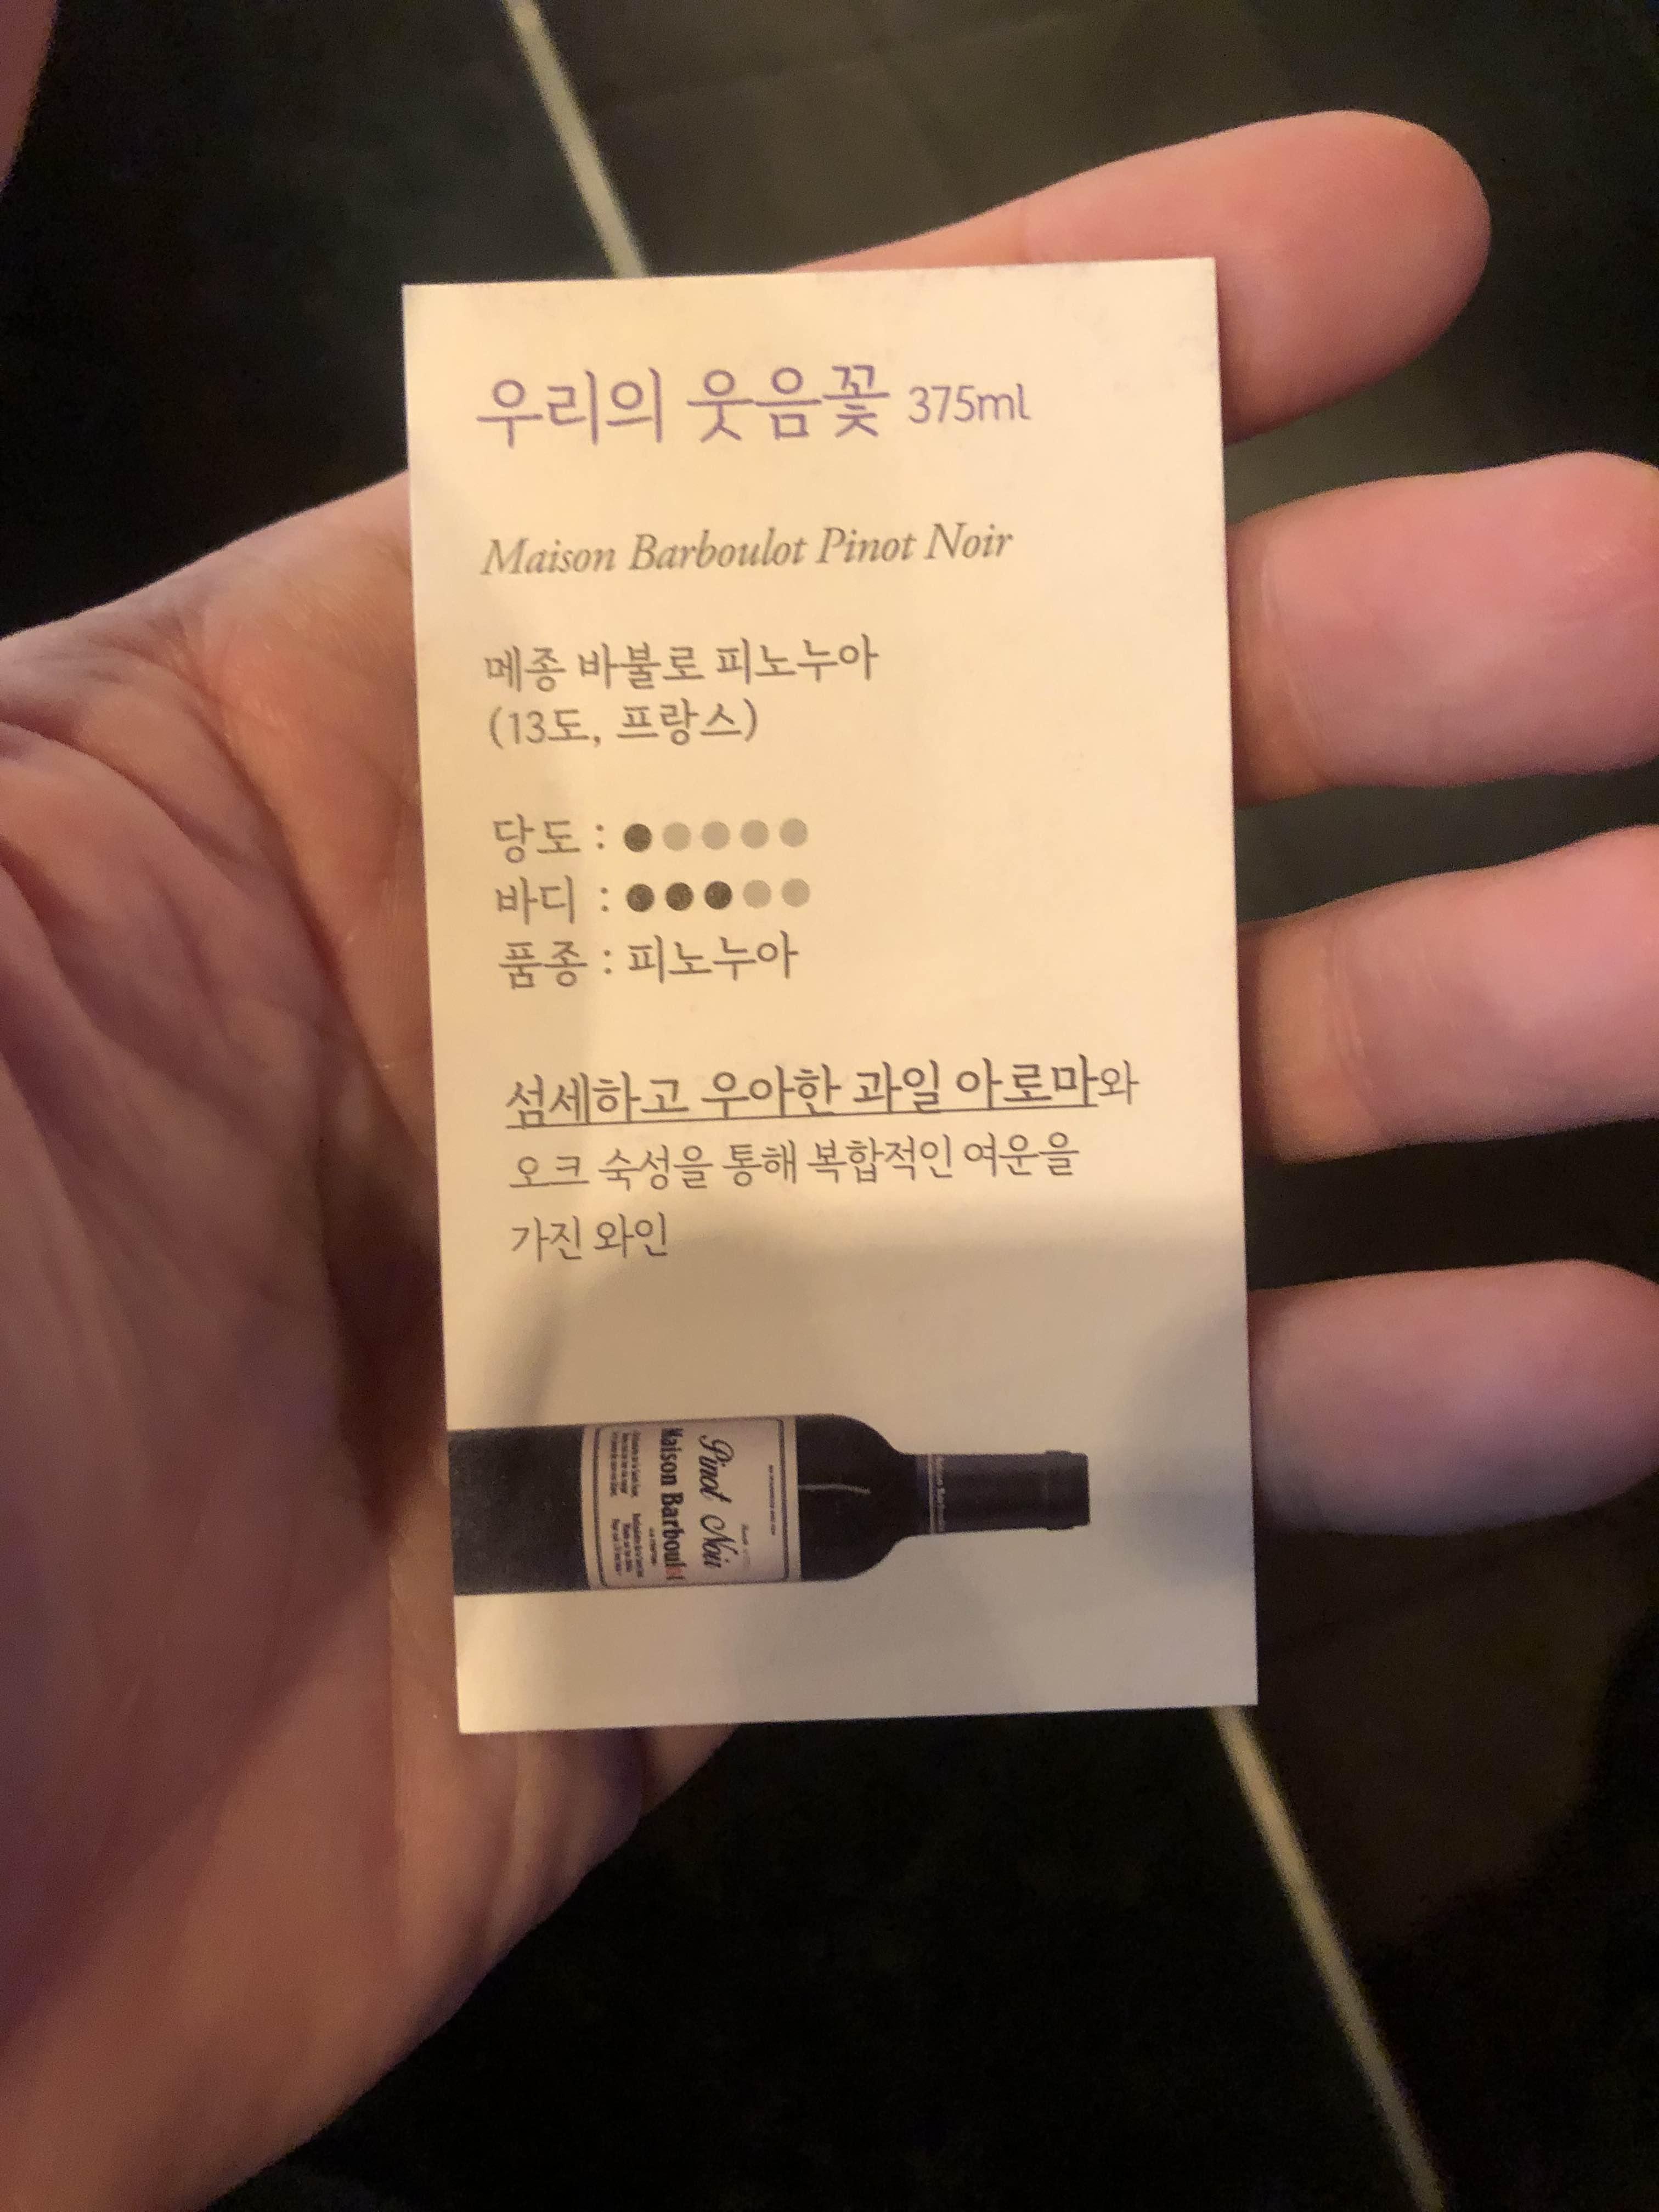 우리의 웃음꽃 375ml
Maison Barboulot Pinot Noir
메종 바불로 피노누아
(13도, 프랑스)
당도 : ●●●●●
바디 : ●●●●●
품종 : 피노누아
섬세하고 우아한 과일 아로마와
오크 숙성을 통해 복합적인 여운을
가진 와인
Pinot Noir
Maison Barboulot